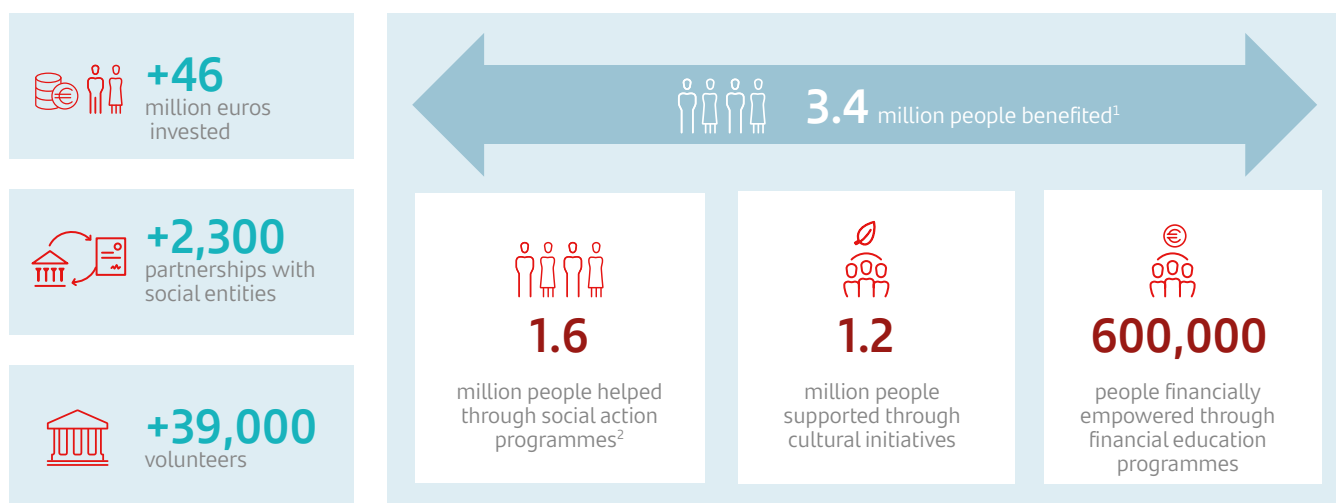 +46
million euros
invested
+2,300
partnerships with
social entities
+39,000
volunteers
3.4 million people benefited¹
1.6
million people helped
through social action
programmes²
1.2
million people
supported through
cultural initiatives
600,000
people financially
empowered through
financial education
programmes